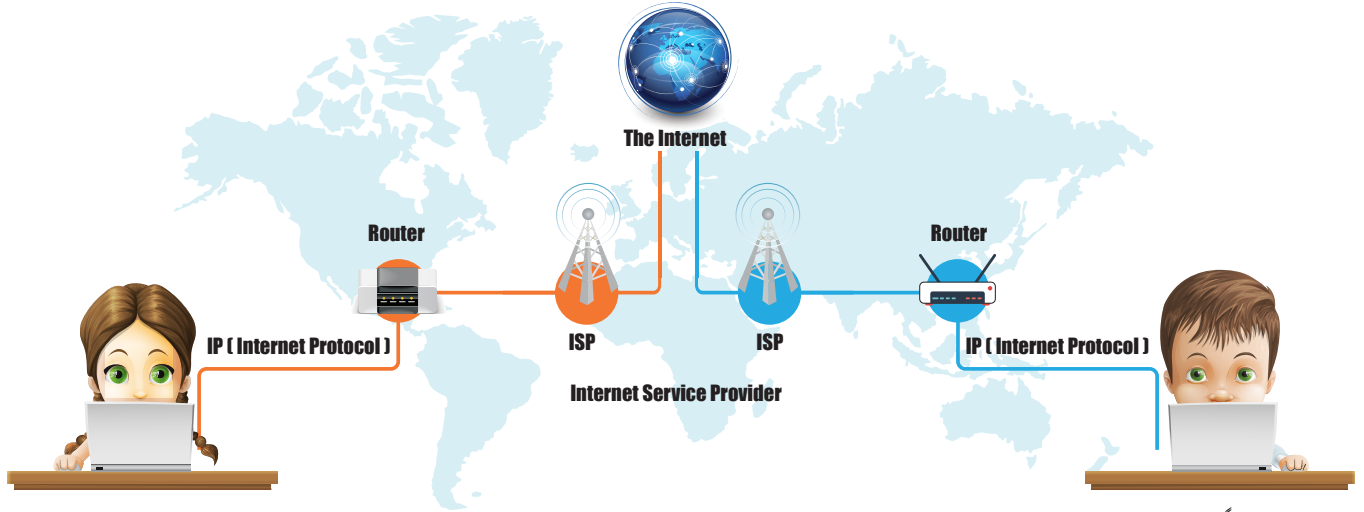 The Internet
Router
Router
ISP
ISP
IP ( Internet Protocol )
IP ( Internet Protocol )
Internet Service Provider